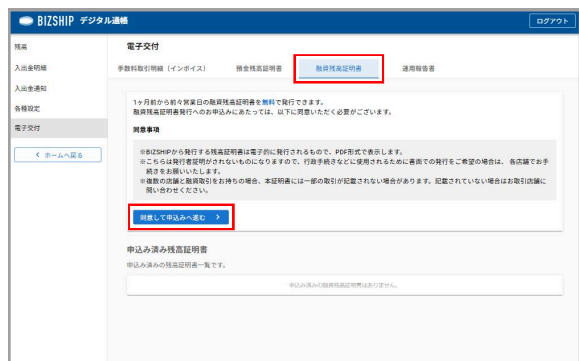 BIZSHIP デジタル通帳
ログアウト
残高
入出金明細
入出金通知
各種設定
電子交付
ホームへ戻る
電子交付
手数料取引明細（インボイス）
預金残高証明書
融資残高証明書
運用報告書
1ヶ月前から前々営業日の融資残高証明書を無料で発行できます。
融資残高証明書発行へのお申込みにあたっては、以下に同意いただく必要がございます。
同意事項
※BIZSHIPから発行する残高証明書は電子的に発行されるもので、PDF形式で表示します。
※こちらは発行者証明がされないものになりますので、行政手続きなどに使用されるために書面での発行をご希望の場合は、各店舗でお手
続きをお願いいたします。
※複数の店舗と融資取引をお持ちの場合、本証明書には一部の取引が記載されない場合があります。記載されていない場合はお取引店舗に
問い合わせください。
同意して申込みへ進む
申込み済み残高証明書
申込み済みの残高証明書一覧です。
申込み済みの融資残高証明書はありません。